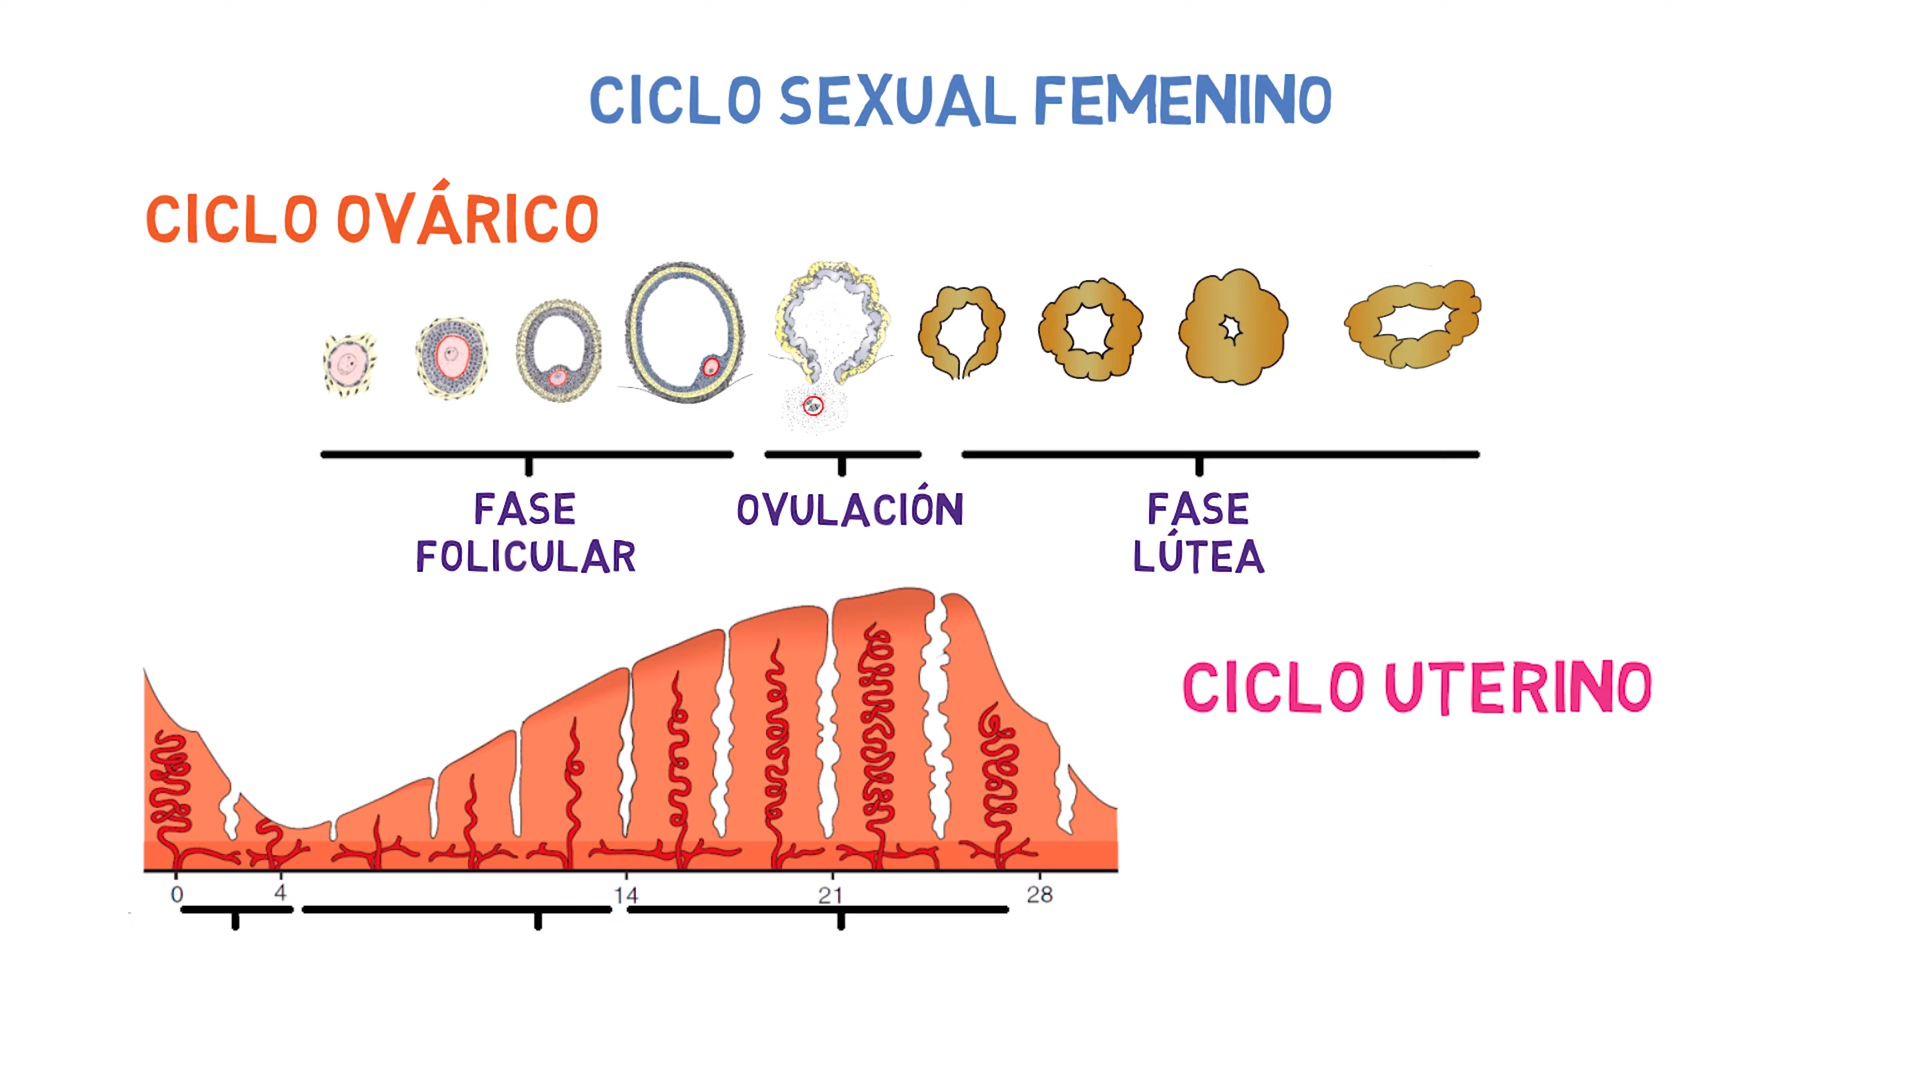 CICLO SEXUAL FEMENINO
CICLO OVÁRICO
FASE
FOLICULAR
OVULACIÓN
FASE
LÚTEA
CICLO UTERINO
0 4 14 21 28